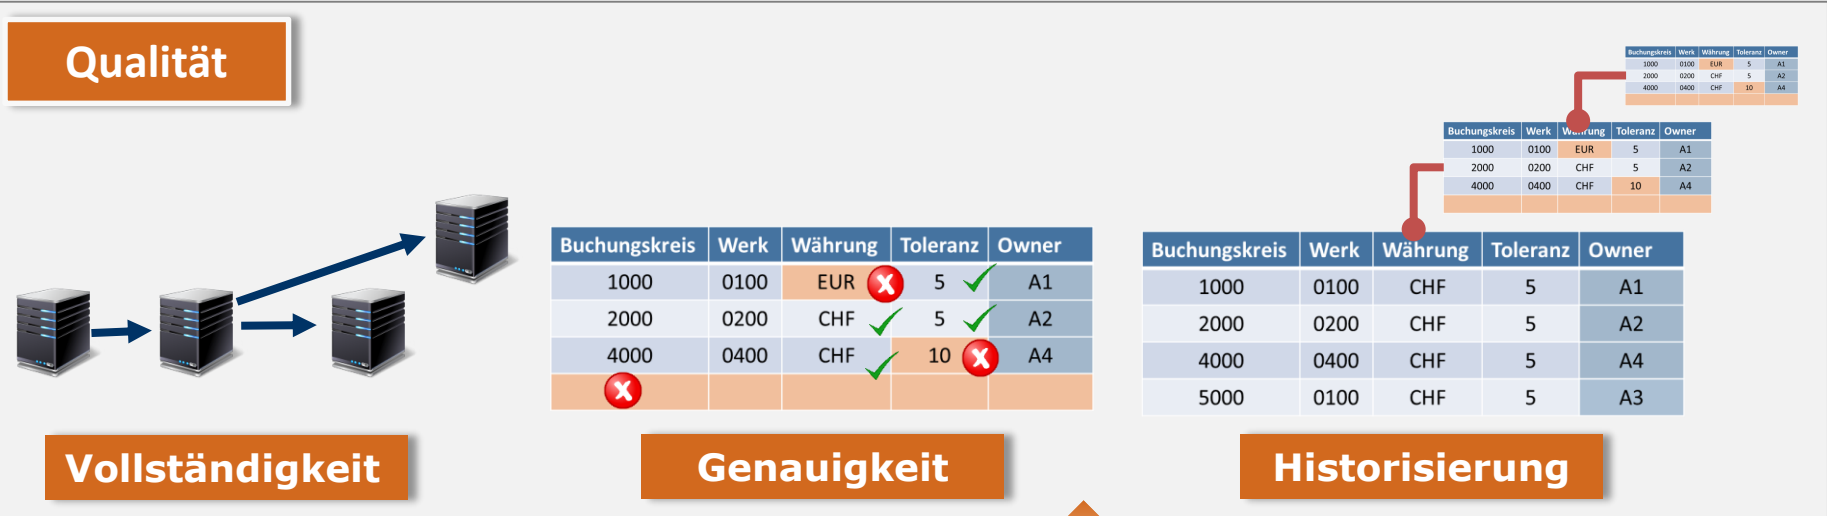 Qualität
Buchungskreis Werk Währung Toleranz Owner
1000 0100 EUR 5 A1
2000 0200 CHF 5 A2
4000 0400 CHF 10 A4
Buchungskreis Werk Währung Toleranz Owner
1000 0100 EUR 5 A1
2000 0200 CHF 5 A2
4000 0400 CHF 10 A4
Buchungskreis Werk Währung Toleranz Owner
1000 0100 EUR 5 A1
2000 0200 CHF 5 A2
4000 0400 CHF 10 A4
Buchungskreis Werk Währung Toleranz Owner
1000 0100 CHF 5 A1
2000 0200 CHF 5 A2
4000 0400 CHF 5 A4
5000 0100 CHF 5 A3
Vollständigkeit
Genauigkeit
Historisierung